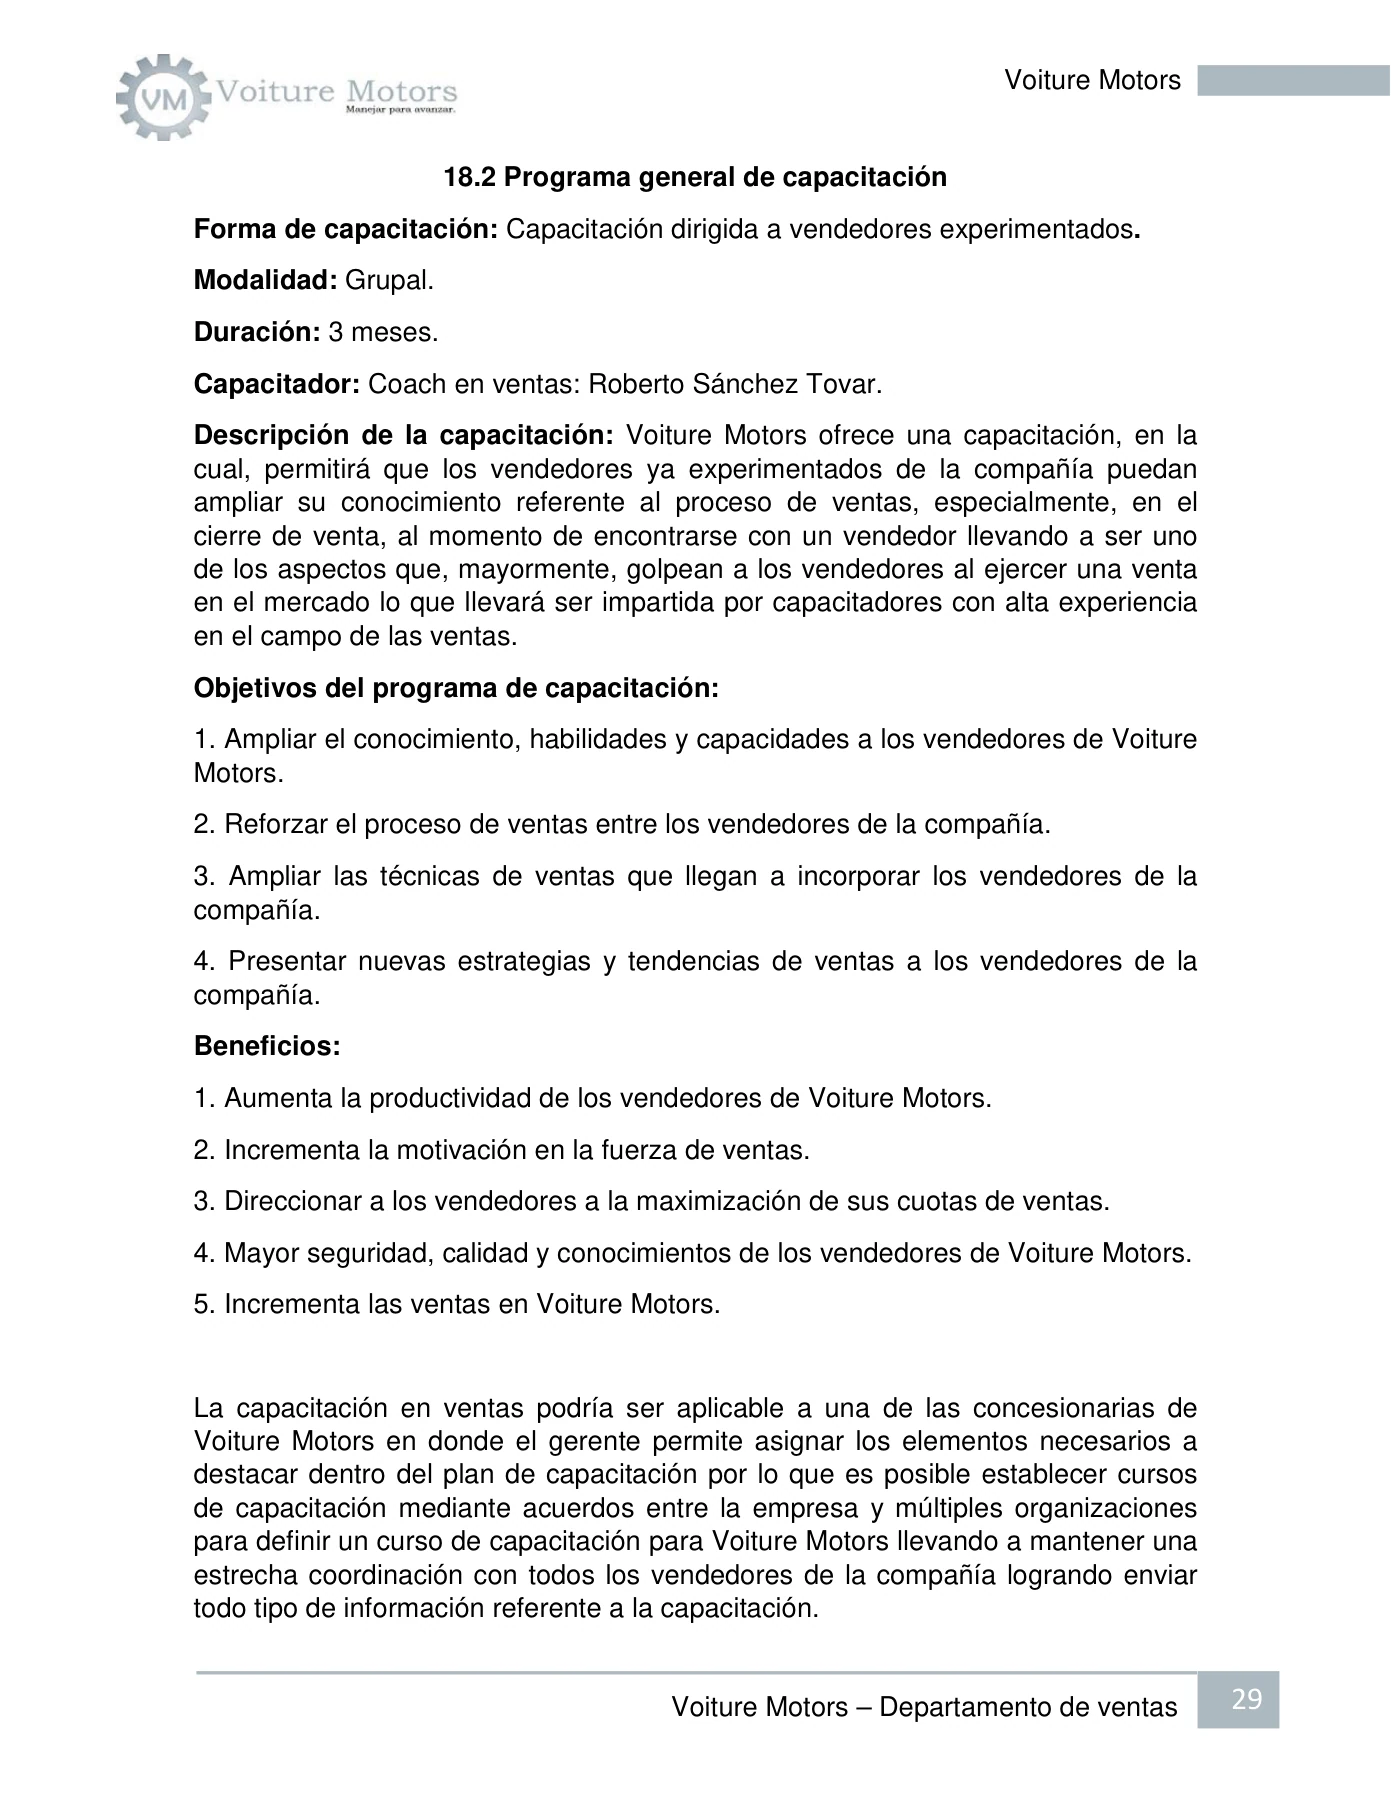 VM Voiture Motors
Manejar para avanzar.
Voiture Motors
18.2 Programa general de capacitación
Forma de capacitación: Capacitación dirigida a vendedores experimentados.
Modalidad: Grupal.
Duración: 3 meses.
Capacitador: Coach en ventas: Roberto Sánchez Tovar.
Descripción de la capacitación: Voiture Motors ofrece una capacitación, en la
cual, permitirá que los vendedores ya experimentados de la compañía puedan
ampliar su conocimiento referente al proceso de ventas, especialmente, en el
cierre de venta, al momento de encontrarse con un vendedor llevando a ser uno
de los aspectos que, mayormente, golpean a los vendedores al ejercer una venta
en el mercado lo que llevará ser impartida por capacitadores con alta experiencia
en el campo de las ventas.
Objetivos del programa de capacitación:
1. Ampliar el conocimiento, habilidades y capacidades a los vendedores de Voiture
Motors.
2. Reforzar el proceso de ventas entre los vendedores de la compañía.
3. Ampliar las técnicas de ventas que llegan a incorporar los vendedores de la
compañía.
4. Presentar nuevas estrategias y tendencias de ventas a los vendedores de la
compañía.
Beneficios:
1. Aumenta la productividad de los vendedores de Voiture Motors.
2. Incrementa la motivación en la fuerza de ventas.
3. Direccionar a los vendedores a la maximización de sus cuotas de ventas.
4. Mayor seguridad, calidad y conocimientos de los vendedores de Voiture Motors.
5. Incrementa las ventas en Voiture Motors.
La capacitación en ventas podría ser aplicable a una de las concesionarias de
Voiture Motors en donde el gerente permite asignar los elementos necesarios a
destacar dentro del plan de capacitación por lo que es posible establecer cursos
de capacitación mediante acuerdos entre la empresa y múltiples organizaciones
para definir un curso de capacitación para Voiture Motors llevando a mantener una
estrecha coordinación con todos los vendedores de la compañía logrando enviar
todo tipo de información referente a la capacitación.
Voiture Motors – Departamento de ventas
29